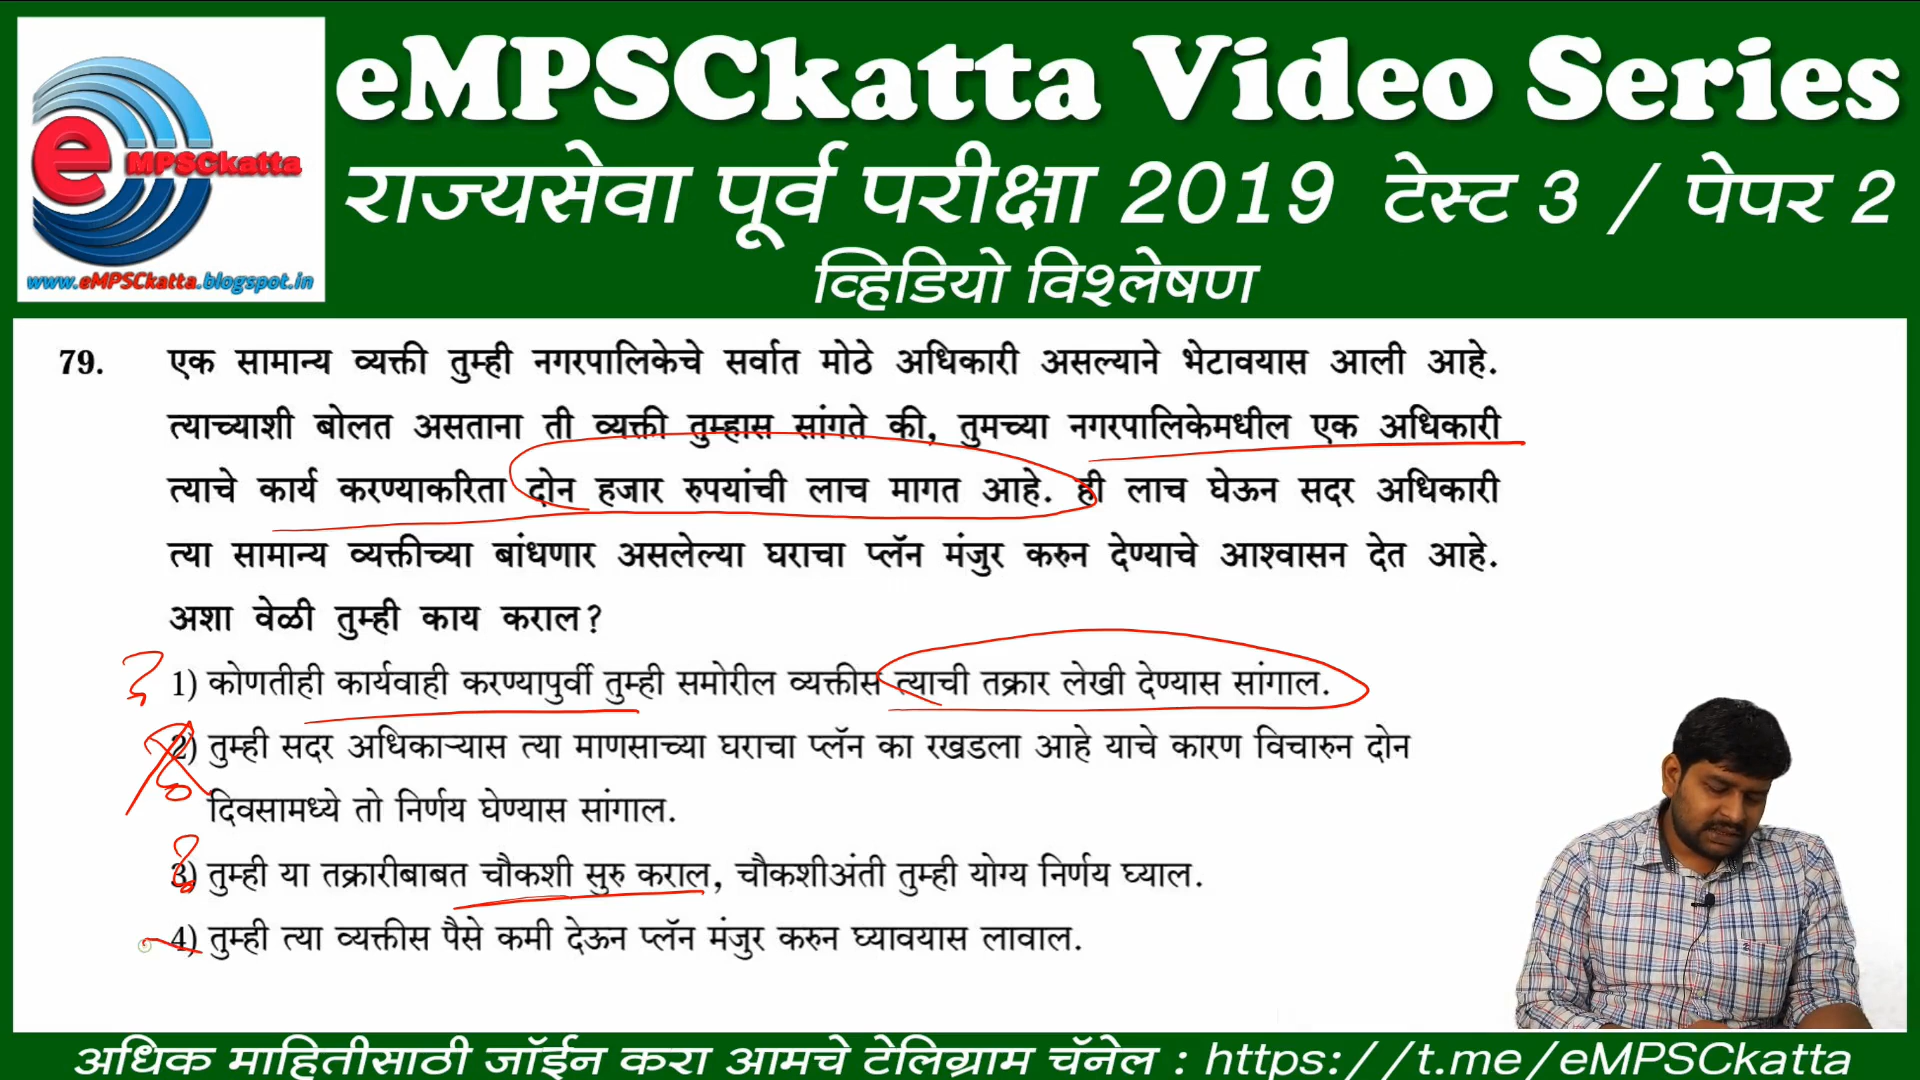 eMPSCkatta Video Series
e MPSCkatta
राज्यसेवा पूर्व परीक्षा 2019 टेस्ट 3 / पेपर 2
www.eMPSCkatta.blogspot.in
व्हिडियो विश्लेषण
79. एक सामान्य व्यक्ती तुम्ही नगरपालिकेचे सर्वात मोठे अधिकारी असल्याने भेटावयास आली आहे.
त्याच्याशी बोलत असताना ती व्यक्ती तुम्हास सांगते की, तुमच्या नगरपालिकेमधील एक अधिकारी
त्याचे कार्य करण्याकरिता दोन हजार रुपयांची लाच मागत आहे. ही लाच घेऊन सदर अधिकारी
त्या सामान्य व्यक्तीच्या बांधणार असलेल्या घराचा प्लॅन मंजुर करुन देण्याचे आश्वासन देत आहे.
अशा वेळी तुम्ही काय कराल?
1) कोणतीही कार्यवाही करण्यापुर्वी तुम्ही समोरील व्यक्तीस त्याची तक्रार लेखी देण्यास सांगाल.
2) तुम्ही सदर अधिकाऱ्यास त्या माणसाच्या घराचा प्लॅन का रखडला आहे याचे कारण विचारुन दोन
दिवसामध्ये तो निर्णय घेण्यास सांगाल.
3) तुम्ही या तक्रारीबाबत चौकशी सुरु कराल, चौकशीअंती तुम्ही योग्य निर्णय घ्याल.
4) तुम्ही त्या व्यक्तीस पैसे कमी देऊन प्लॅन मंजुर करुन घ्यावयास लावाल.
अधिक माहितीसाठी जॉईन करा आमचे टेलिग्राम चॅनेल : https://t.me/eMPSCkatta